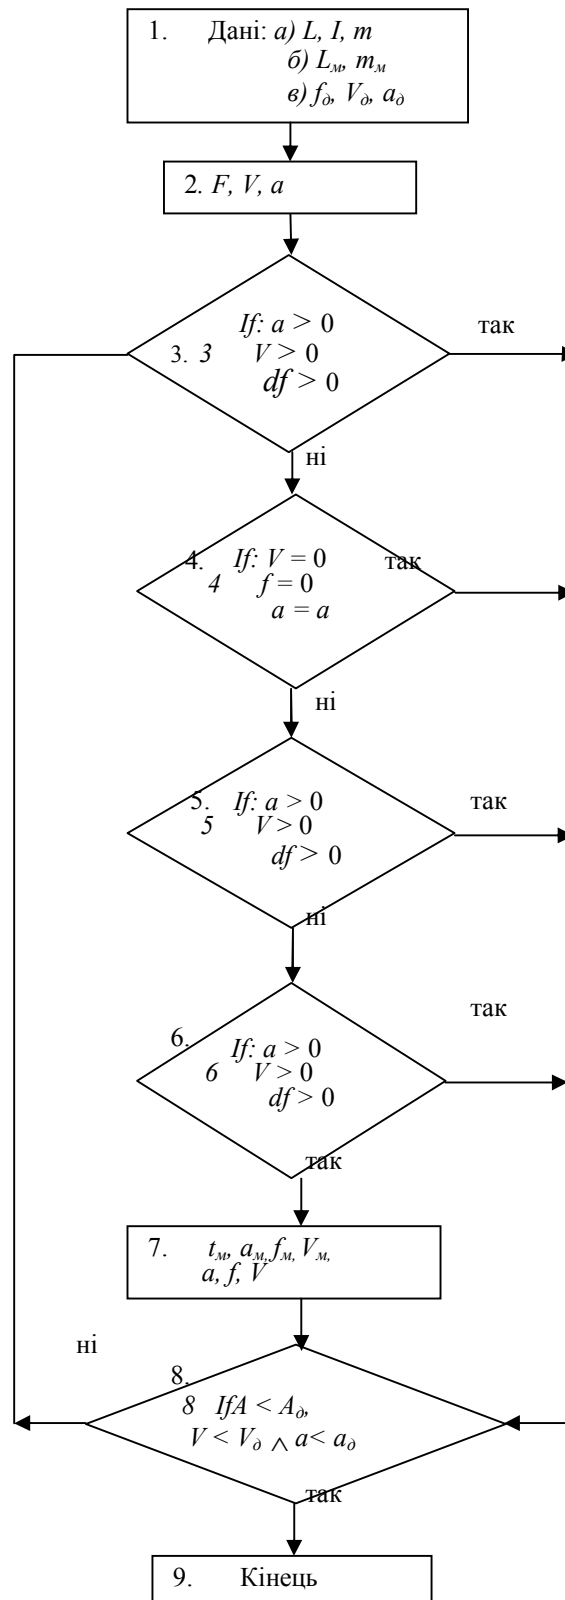 1. Дані: а) L, I, m
б) Lм, mм
в) fд, Vд, aд
2. F, V, a
If: a > 0
так
3. 3 V > 0
df > 0
ні
4. If: V = 0
так
4 f = 0
a = a
ні
5. If: a > 0
так
5 V > 0
df > 0
ні
так
6. If: a > 0
6 V > 0
df > 0
так
7. tм, aм, fм, Vм,
a, f, V
ні
8.
8 IfA < Aд,
V < Vд ∧ a< aд
так
9. Кінець